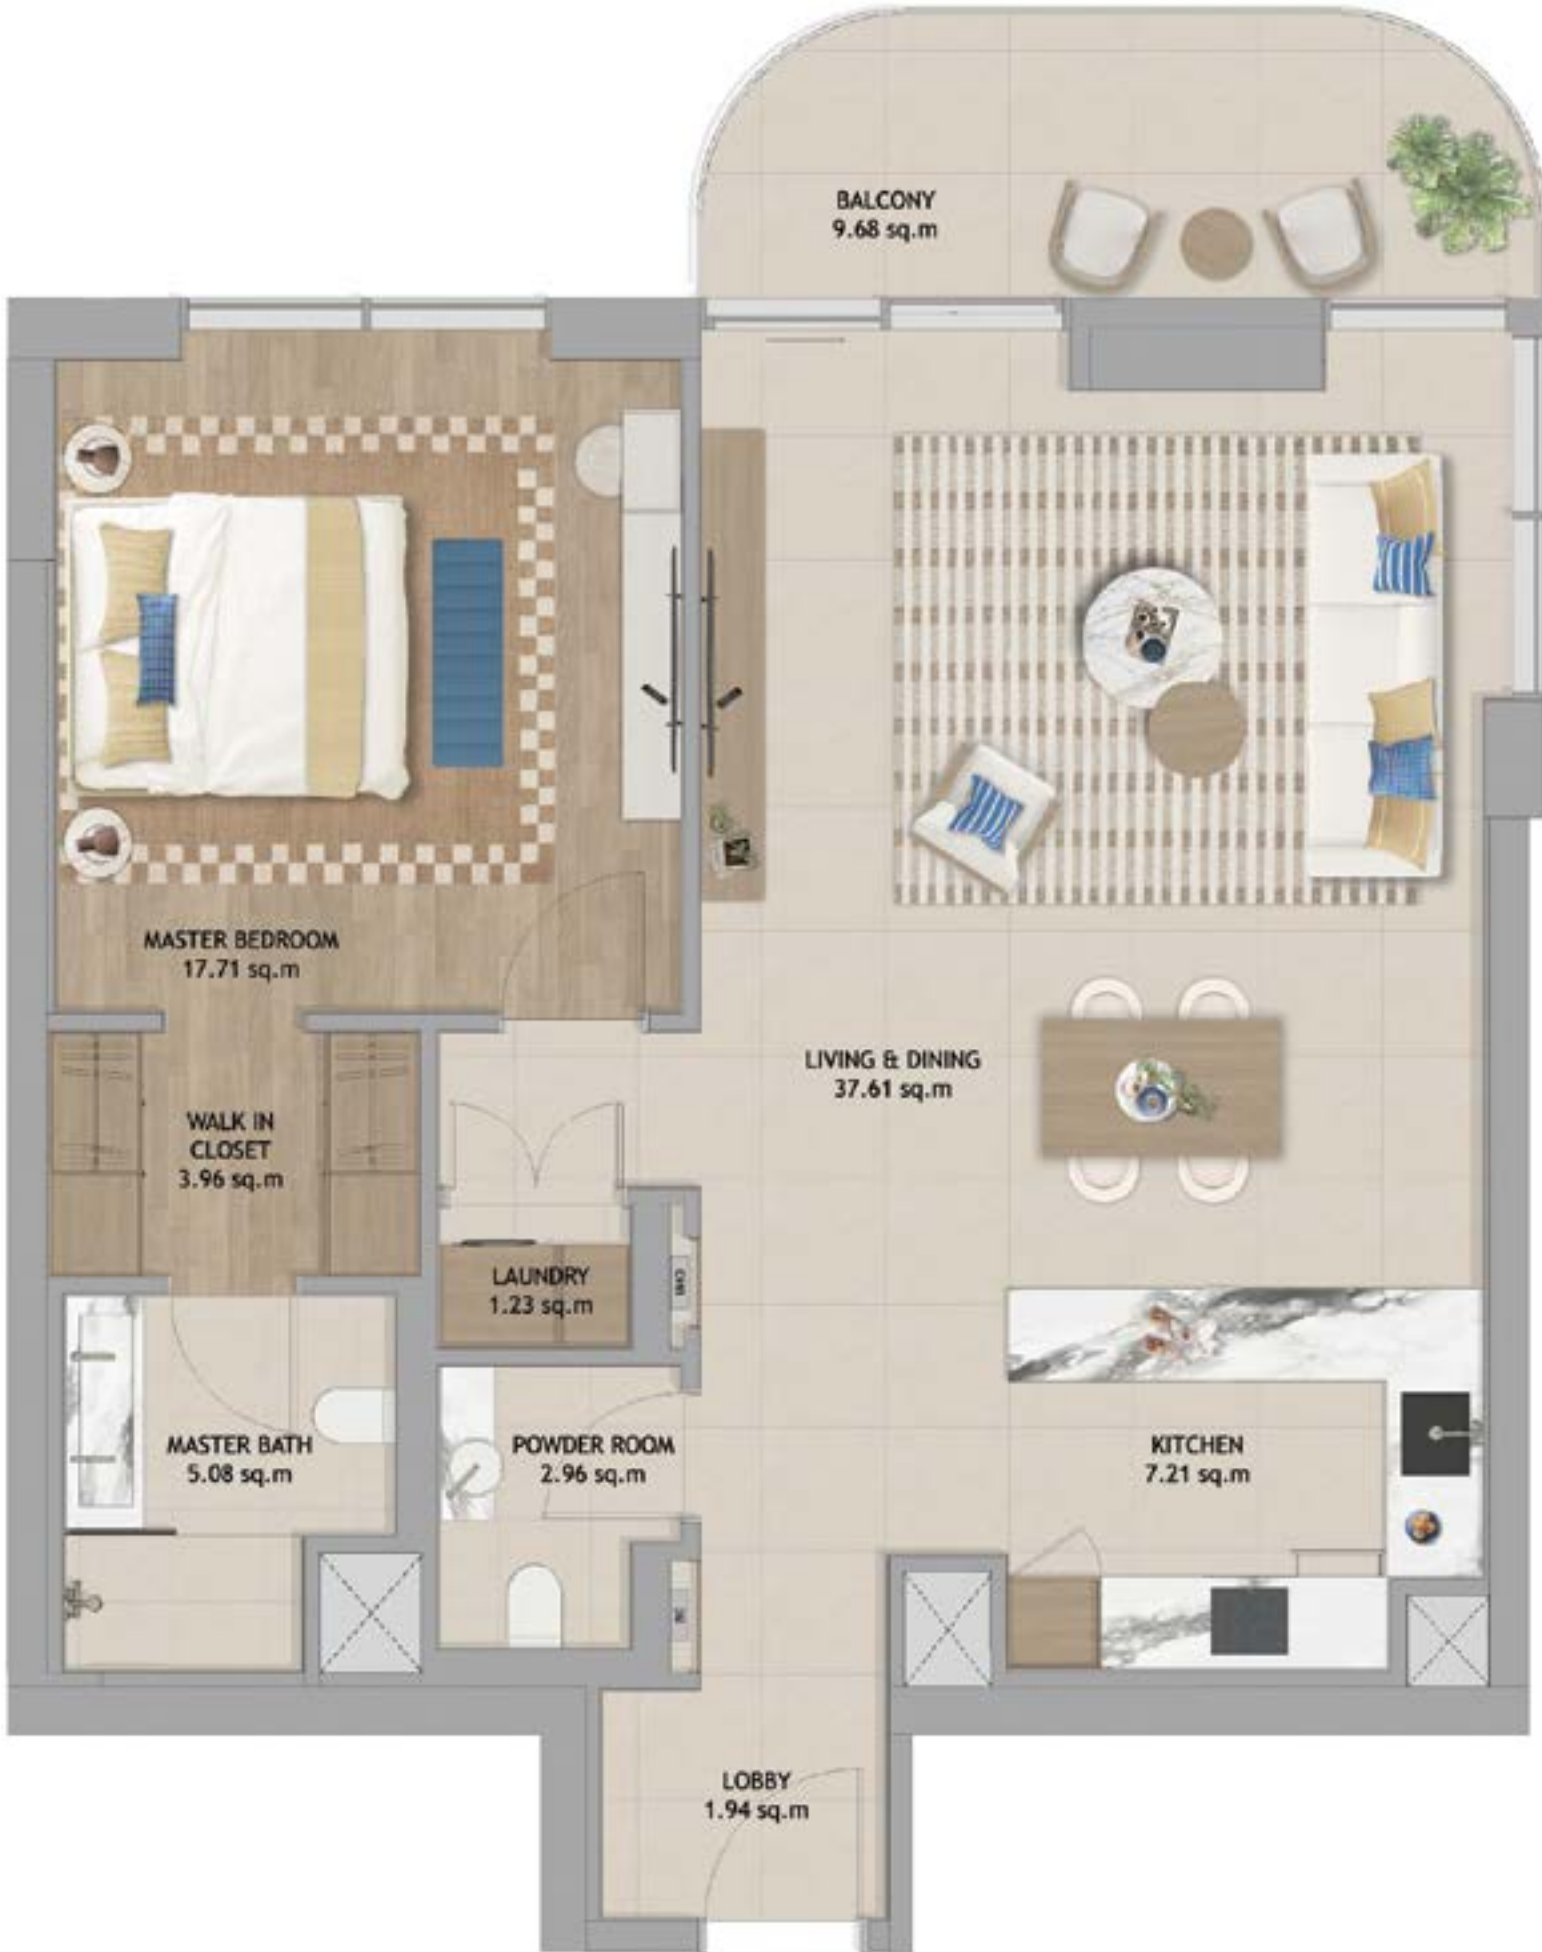 BALCONY
9.68 sq.m
MASTER BEDROOM
17.71 sq.m
LIVING & DINING
37.61 sq.m
WALK IN
CLOSET
3.96 sq.m
LAUNDRY
1.23 sq.m
MASTER BATH
5.08 sq.m
POWDER ROOM
2.96 sq.m
KITCHEN
7.21 sq.m
LOBBY
1.94 sq.m